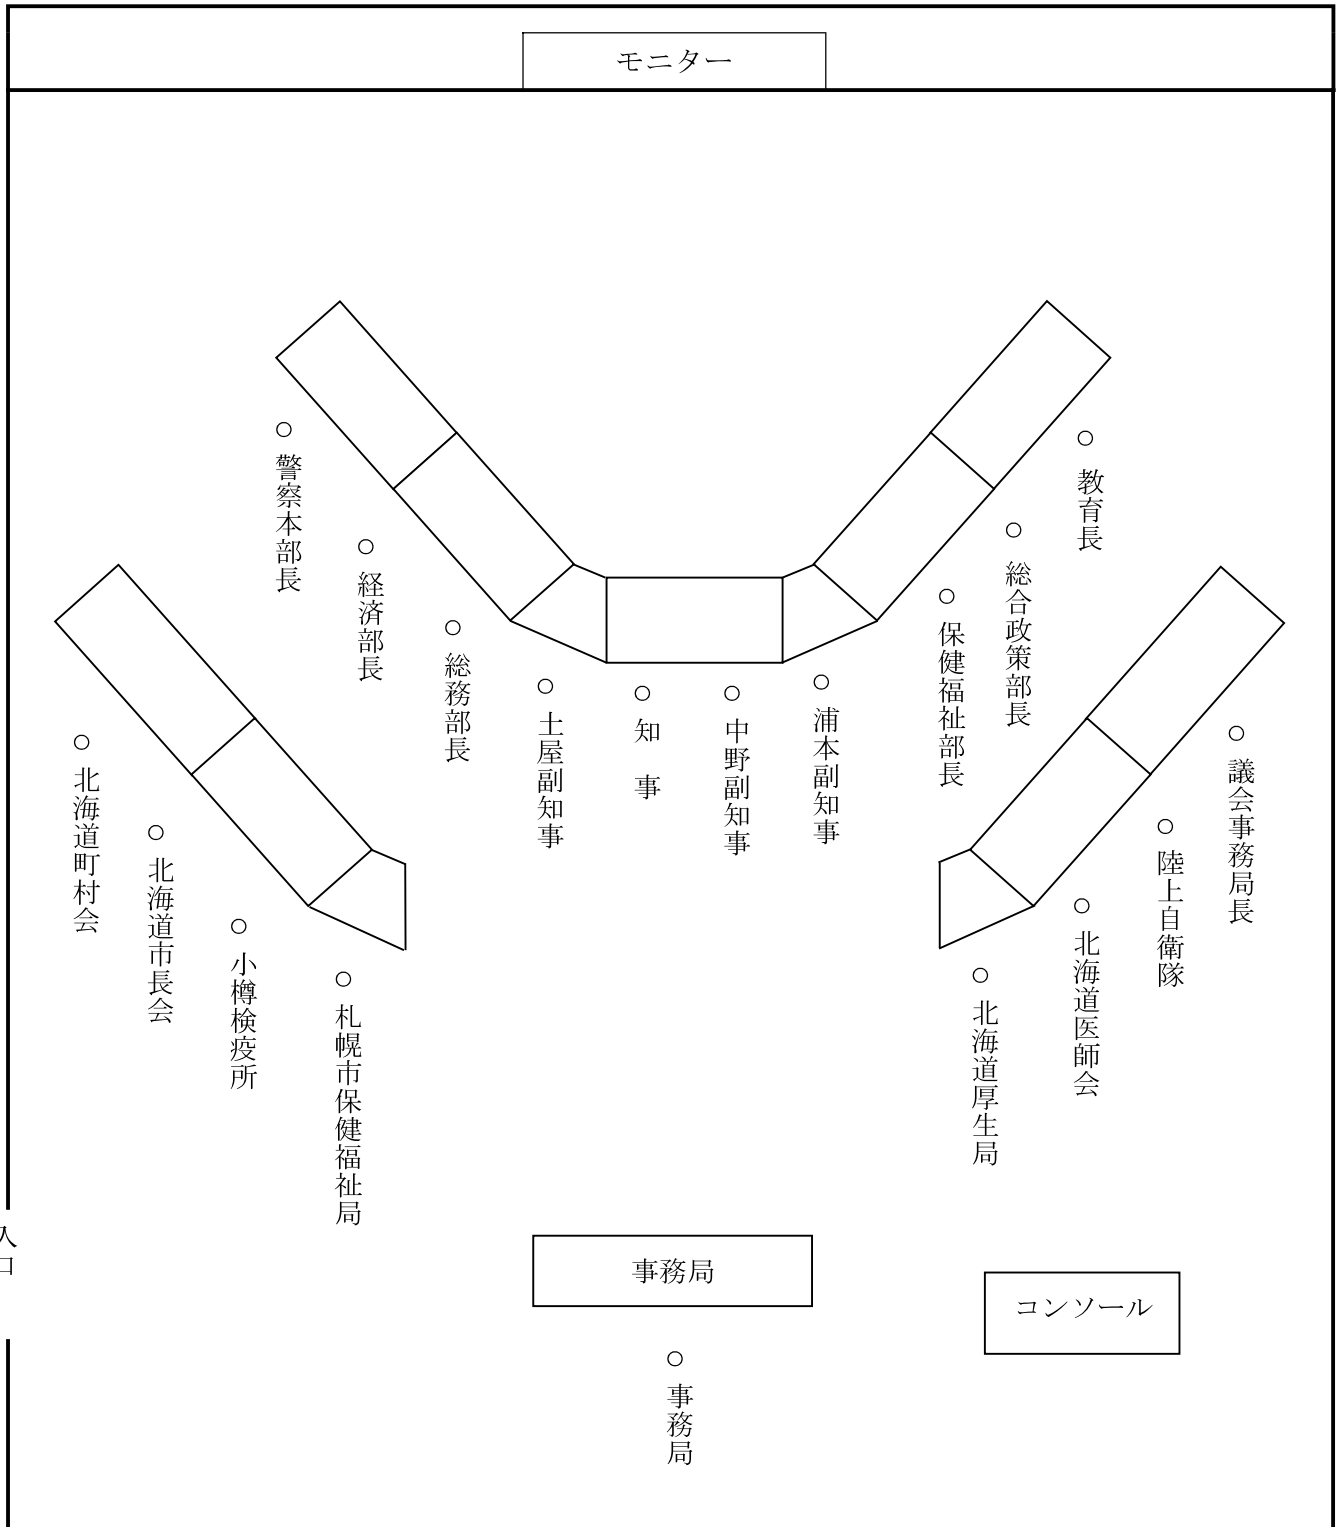 モニター
警察本部長
経済部長
総務部長
土屋副知事
知事
中野副知事
浦本副知事
保健福祉部長
総合政策部長
教育長
北海道町村会
北海道市長会
小樽検疫所
札幌市保健福祉局
北海道厚生局
北海道医師会
陸上自衛隊
議会事務局長
入口
事務局
コンソール
事務局